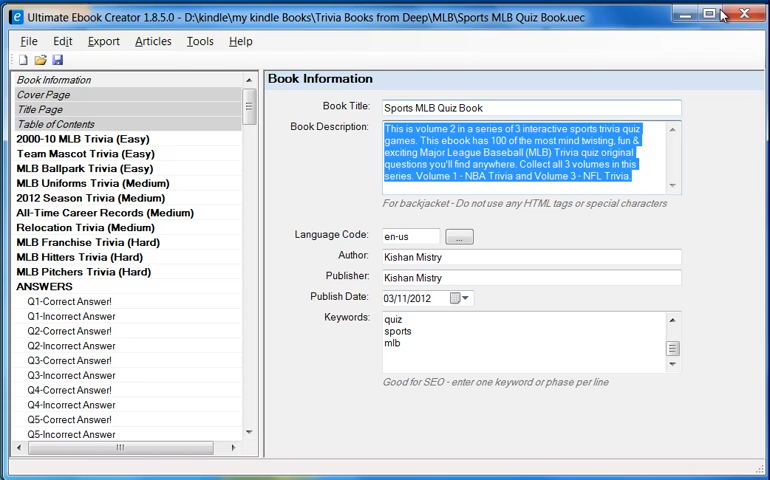 Ultimate Ebook Creator 1.8.5.0 - D:\kindle\my kindle Books\Trivia Books from Deep\MLB\Sports MLB Quiz Book.uec
File Edit Export Articles Tools Help
Book Information
Cover Page
Title Page
Table of Contents
2000-10 MLB Trivia (Easy)
Team Mascot Trivia (Easy)
MLB Ballpark Trivia (Easy)
MLB Uniforms Trivia (Medium)
2012 Season Trivia (Medium)
All-Time Career Records (Medium)
Relocation Trivia (Medium)
MLB Franchise Trivia (Hard)
MLB Hitters Trivia (Hard)
MLB Pitchers Trivia (Hard)
ANSWERS
Q1-Correct Answer!
Q1-Incorrect Answer
Q2-Correct Answer!
Q2-Incorrect Answer
Q3-Correct Answer!
Q3-Incorrect Answer
Q4-Correct Answer!
Q4-Incorrect Answer
Q5-Correct Answer!
Q5-Incorrect Answer
Book Information
Book Title: Sports MLB Quiz Book
Book Description: This is volume 2 in a series of 3 interactive sports trivia quiz
games. This ebook has 100 of the most mind twisting, fun &
exciting Major League Baseball (MLB) Trivia quiz original
questions you'll find anywhere. Collect all 3 volumes in this
series. Volume 1 - NBA Trivia and Volume 3 - NFL Trivia.
For backjacket - Do not use any HTML tags or special characters
Language Code: en-us ...
Author: Kishan Mistry
Publisher: Kishan Mistry
Publish Date: 03/11/2012
Keywords: quiz
sports
mlb
Good for SEO - enter one keyword or phase per line